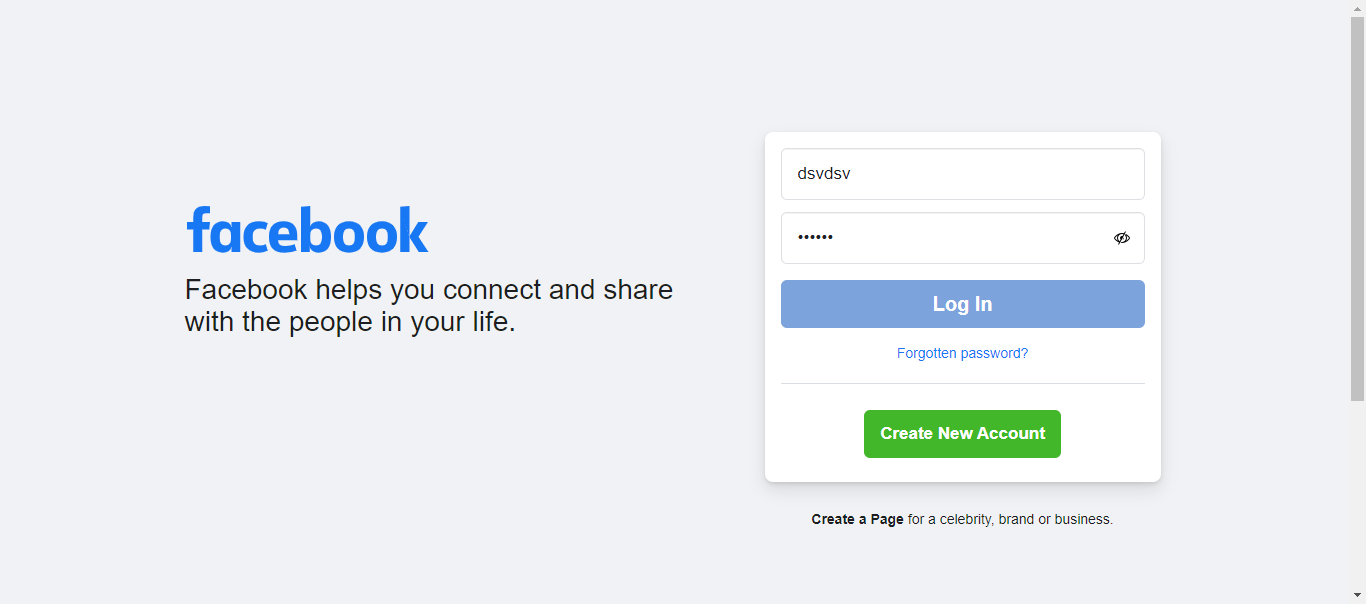 facebook
Facebook helps you connect and share
with the people in your life.
dsvdsv
••••••
Log In
Forgotten password?
Create New Account
Create a Page for a celebrity, brand or business.